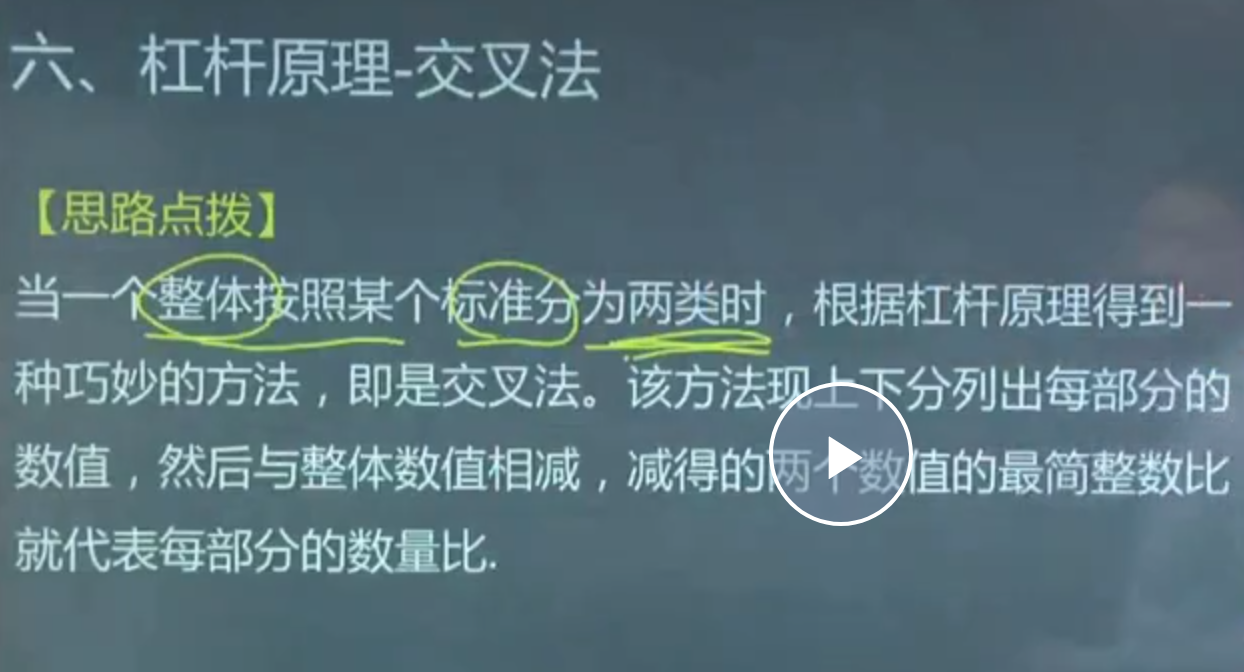 六、杠杆原理-交叉法
【思路点拨】
当一个整体按照某个标准分为两类时，根据杠杆原理得到一
种巧妙的方法，即是交叉法。该方法现上下分列出每部分的
数值，然后与整体数值相减，减得的两个数值的最简整数比
就代表每部分的数量比.